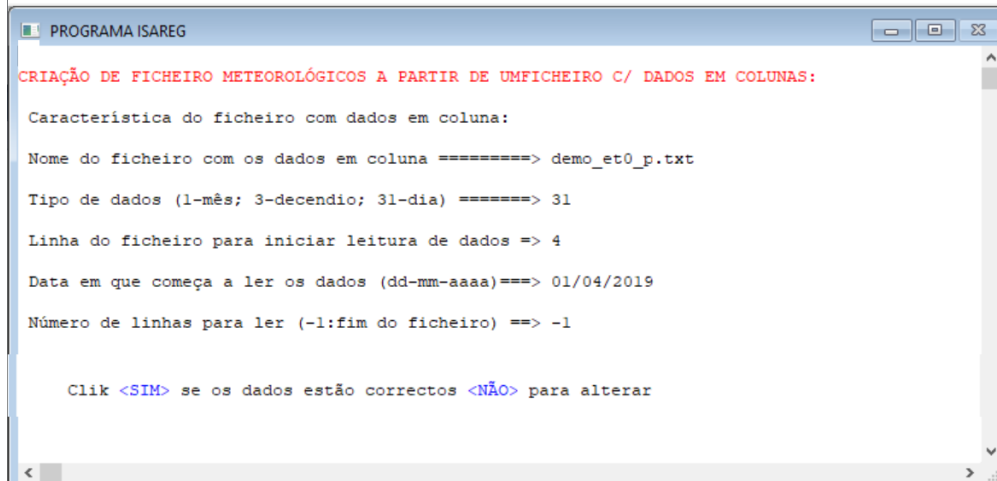 PROGRAMA ISAREG
CRIAÇÃO DE FICHEIRO METEOROLÓGICOS A PARTIR DE UMFICHEIRO C/ DADOS EM COLUNAS:
Característica do ficheiro com dados em coluna:
Nome do ficheiro com os dados em coluna =========> demo_et0_p.txt
Tipo de dados (1-mês; 3-decendio; 31-dia) =======> 31
Linha do ficheiro para iniciar leitura de dados => 4
Data em que começa a ler os dados (dd-mm-aaaa)===> 01/04/2019
Número de linhas para ler (-1:fim do ficheiro) ==> -1
Clik <SIM> se os dados estão correctos <NÃO> para alterar